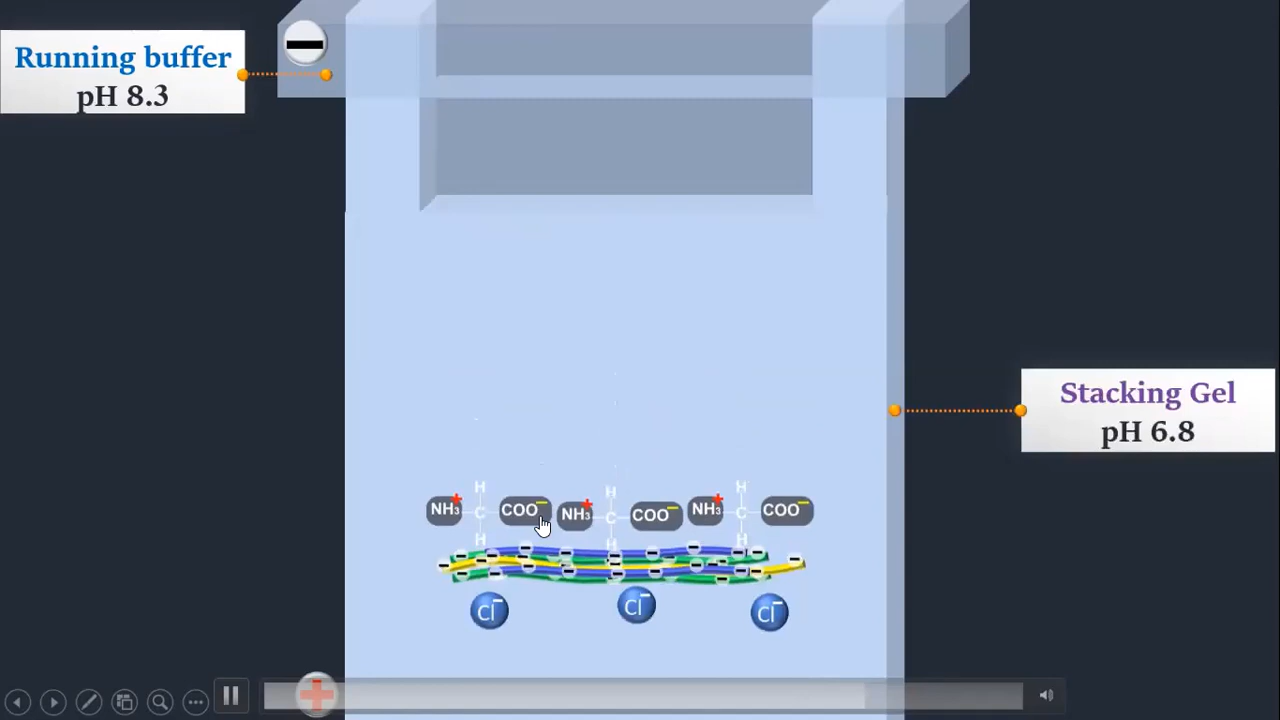 Running buffer
pH 8.3
Stacking Gel
pH 6.8
H H H
NH₃⁺ C COO⁻ NH₃⁺ C COO⁻ NH₃⁺ C COO⁻
H H H
Cl⁻ Cl⁻ Cl⁻